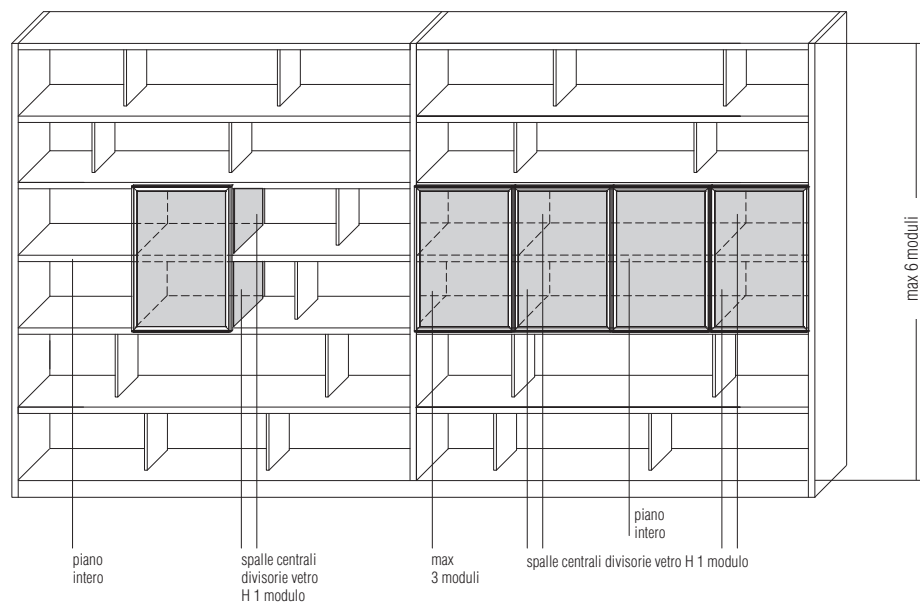 max 6 moduli
piano
intero
spalle centrali
divisorie vetro
H 1 modulo
max
3 moduli
spalle centrali divisorie vetro H 1 modulo
piano
intero